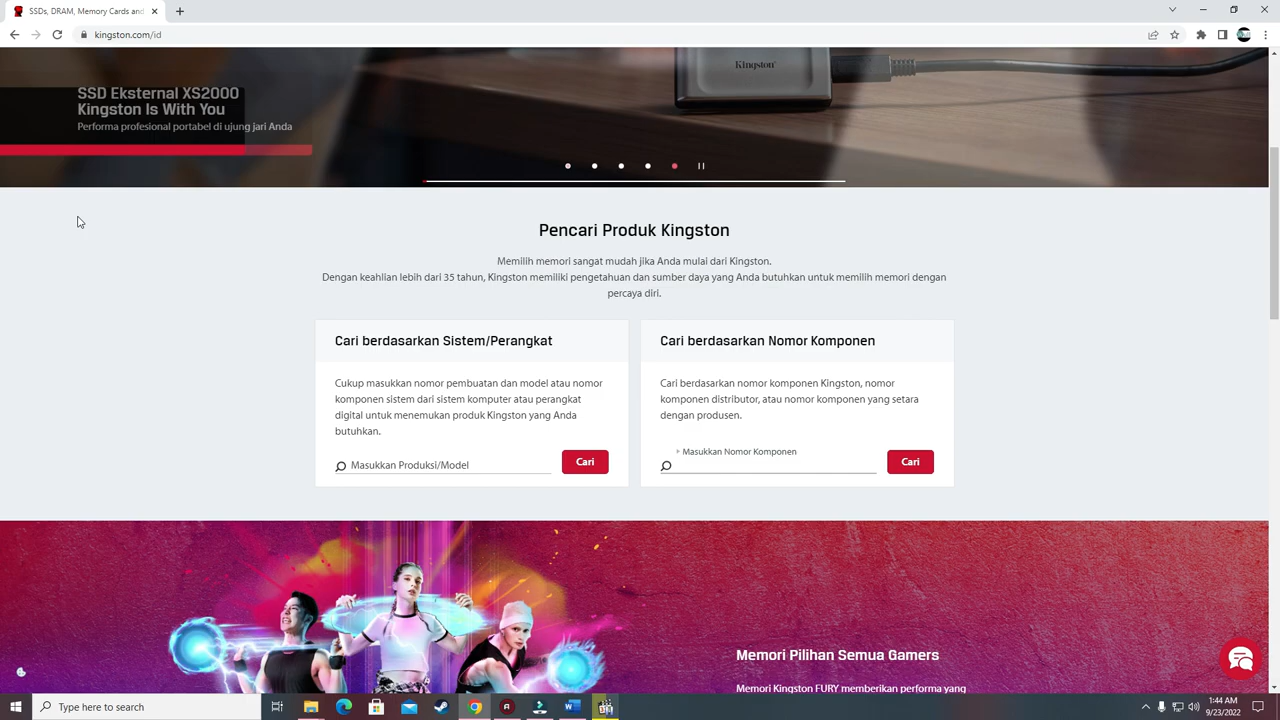 SSDs, DRAM, Memory Cards and
kingston.com/id
Kingston
SSD Eksternal XS2000
Kingston Is With You
Performa profesional portabel di ujung jari Anda
Pencari Produk Kingston
Memilih memori sangat mudah jika Anda mulai dari Kingston.
Dengan keahlian lebih dari 35 tahun, Kingston memiliki pengetahuan dan sumber daya yang Anda butuhkan untuk memilih memori dengan
percaya diri.
Cari berdasarkan Sistem/Perangkat
Cukup masukkan nomor pembuatan dan model atau nomor
komponen sistem dari sistem komputer atau perangkat
digital untuk menemukan produk Kingston yang Anda
butuhkan.
Masukkan Produksi/Model
Cari
Cari berdasarkan Nomor Komponen
Cari berdasarkan nomor komponen Kingston, nomor
komponen distributor, atau nomor komponen yang setara
dengan produsen.
Masukkan Nomor Komponen
Cari
Memori Pilihan Semua Gamers
Memori Kingston FURY memberikan performa yang
Type here to search
1:44 AM
9/23/2022